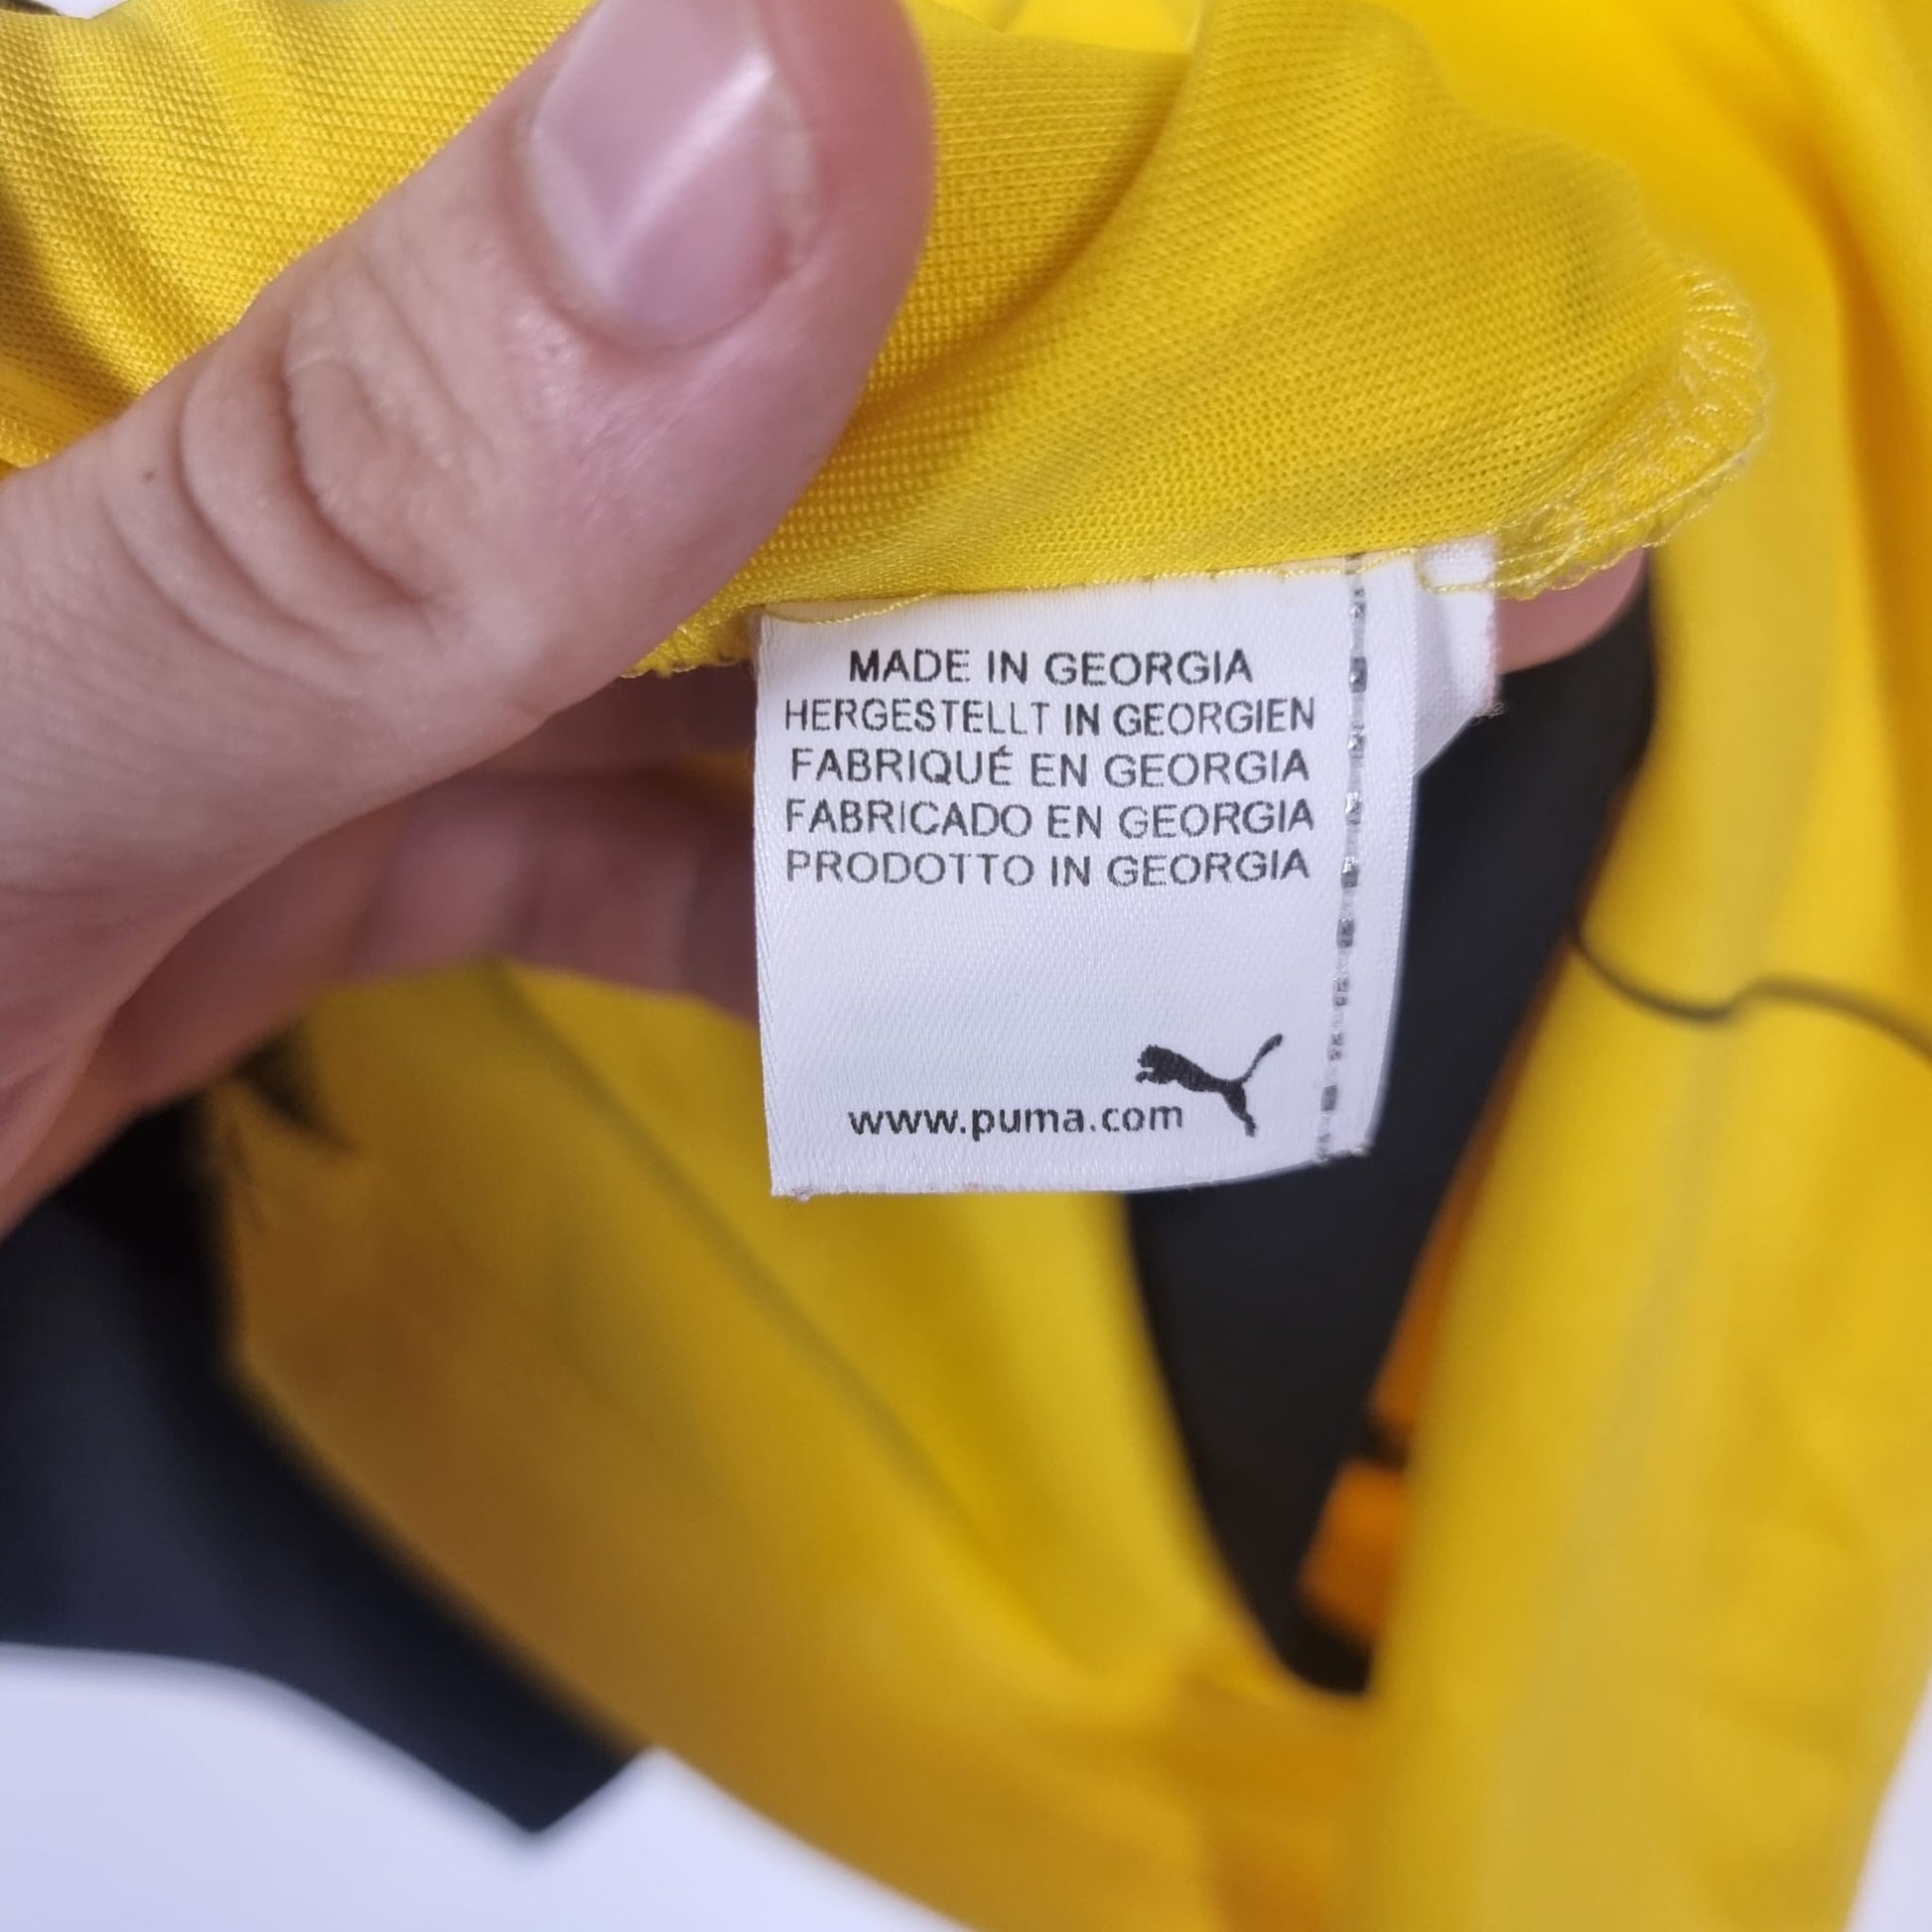 MADE IN GEORGIA
HERGESTELLT IN GEORGIEN
FABRIQUÉ EN GEORGIA
FABRICADO EN GEORGIA
PRODOTTO IN GEORGIA
www.puma.com